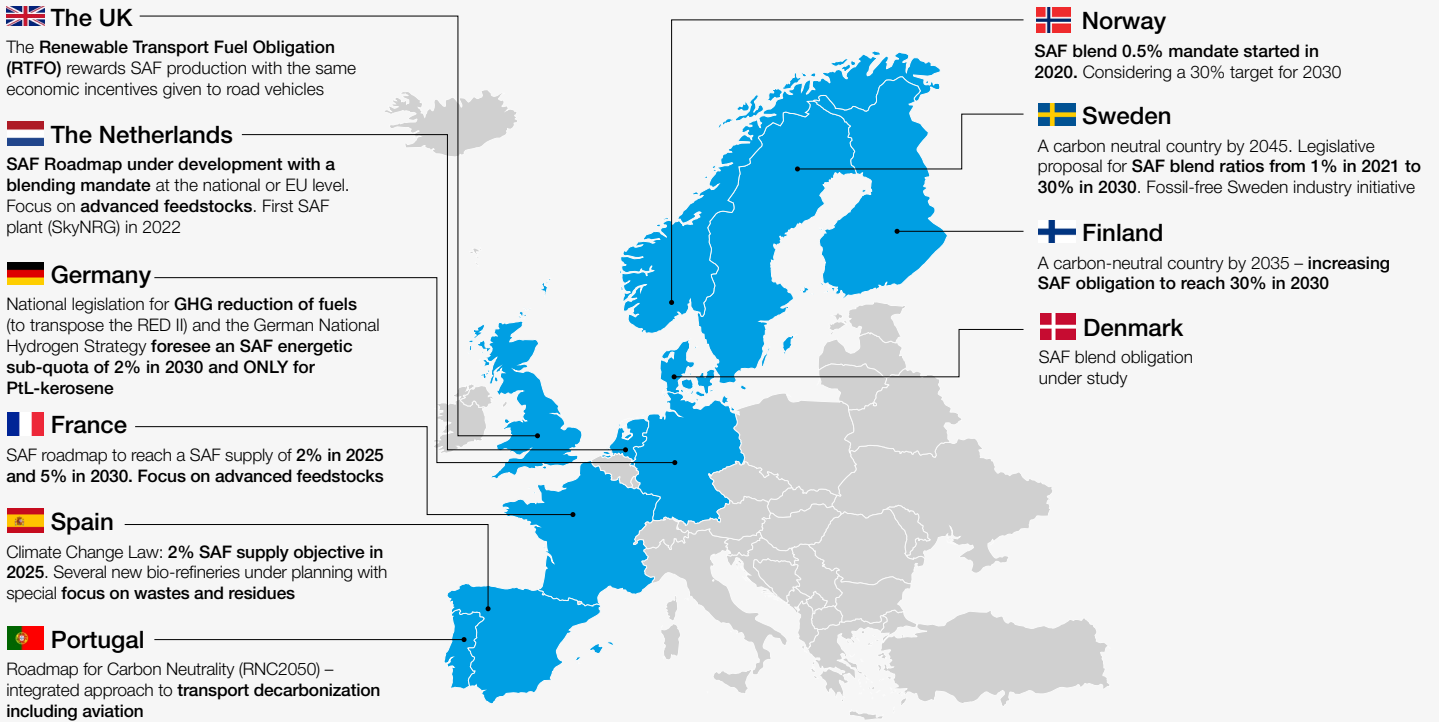 The UK
The Renewable Transport Fuel Obligation
(RTFO) rewards SAF production with the same
economic incentives given to road vehicles
The Netherlands
SAF Roadmap under development with a
blending mandate at the national or EU level.
Focus on advanced feedstocks. First SAF
plant (SkyNRG) in 2022
Germany
National legislation for GHG reduction of fuels
(to transpose the RED II) and the German National
Hydrogen Strategy foresee an SAF energetic
sub-quota of 2% in 2030 and ONLY for
PtL-kerosene
France
SAF roadmap to reach a SAF supply of 2% in 2025
and 5% in 2030. Focus on advanced feedstocks
Spain
Climate Change Law: 2% SAF supply objective in
2025. Several new bio-refineries under planning with
special focus on wastes and residues
Portugal
Roadmap for Carbon Neutrality (RNC2050) –
integrated approach to transport decarbonization
including aviation
Norway
SAF blend 0.5% mandate started in
2020. Considering a 30% target for 2030
Sweden
A carbon neutral country by 2045. Legislative
proposal for SAF blend ratios from 1% in 2021 to
30% in 2030. Fossil-free Sweden industry initiative
Finland
A carbon-neutral country by 2035 – increasing
SAF obligation to reach 30% in 2030
Denmark
SAF blend obligation
under study